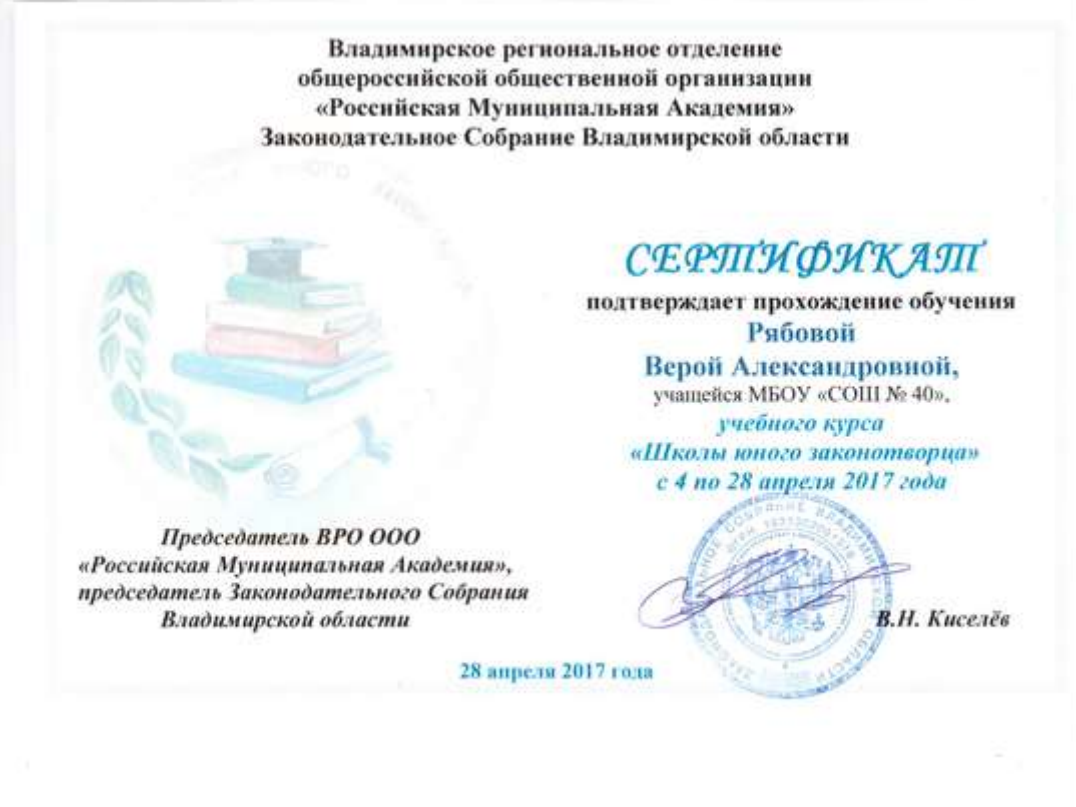 Владимирское региональное отделение
общероссийской общественной организации
«Российская Муниципальная Академия»
Законодательное Собрание Владимирской области
СЕРТИФИКАТ
подтверждает прохождение обучения
Рябовой
Верой Александровной,
учащейся МБОУ «СОШ № 40»,
учебного курса
«Школы юного законотворца»
с 4 по 28 апреля 2017 года
Председатель ВРО ООО
«Российская Муниципальная Академия»,
председатель Законодательного Собрания
Владимирской области
В.Н. Киселёв
28 апреля 2017 года